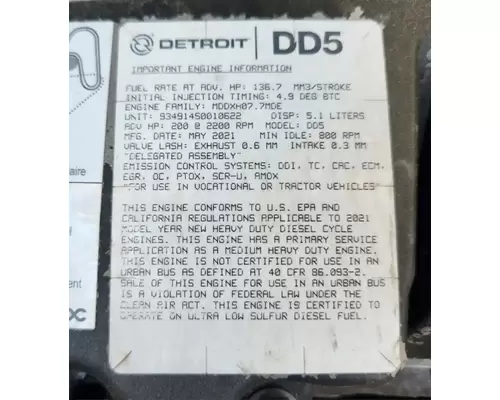 DETROIT DD5
IMPORTANT ENGINE INFORMATION
FUEL RATE AT ADV. HP: 136.7 MM3/STROKE
INITIAL INJECTION TIMING: 4.9 DEG BTC
ENGINE FAMILY: MDDXH07.7MDE
UNIT: 934914S0010622 DISP: 5.1 LITERS
ADV HP: 200 @ 2200 RPM MODEL: DD5
MFG. DATE: MAY 2021 MIN IDLE: 800 RPM
VALVE LASH: EXHAUST 0.6 MM INTAKE 0.3 MM
"DELEGATED ASSEMBLY"
EMISSION CONTROL SYSTEMS: DDI, TC, CAC, ECM,
EGR, OC, PTOX, SCR-U, AMOX
"FOR USE IN VOCATIONAL OR TRACTOR VEHICLES"
THIS ENGINE CONFORMS TO U.S. EPA AND
CALIFORNIA REGULATIONS APPLICABLE TO 2021
MODEL YEAR NEW HEAVY DUTY DIESEL CYCLE
ENGINES. THIS ENGINE HAS A PRIMARY SERVICE
APPLICATION AS A MEDIUM HEAVY DUTY ENGINE.
THIS ENGINE IS NOT CERTIFIED FOR USE IN AN
URBAN BUS AS DEFINED AT 40 CFR 86.093-2.
SALE OF THIS ENGINE FOR USE IN AN URBAN BUS
IS A VIOLATION OF FEDERAL LAW UNDER THE
CLEAN AIR ACT. THIS ENGINE IS CERTIFIED TO
OPERATE ON ULTRA LOW SULFUR DIESEL FUEL.
aire
ent